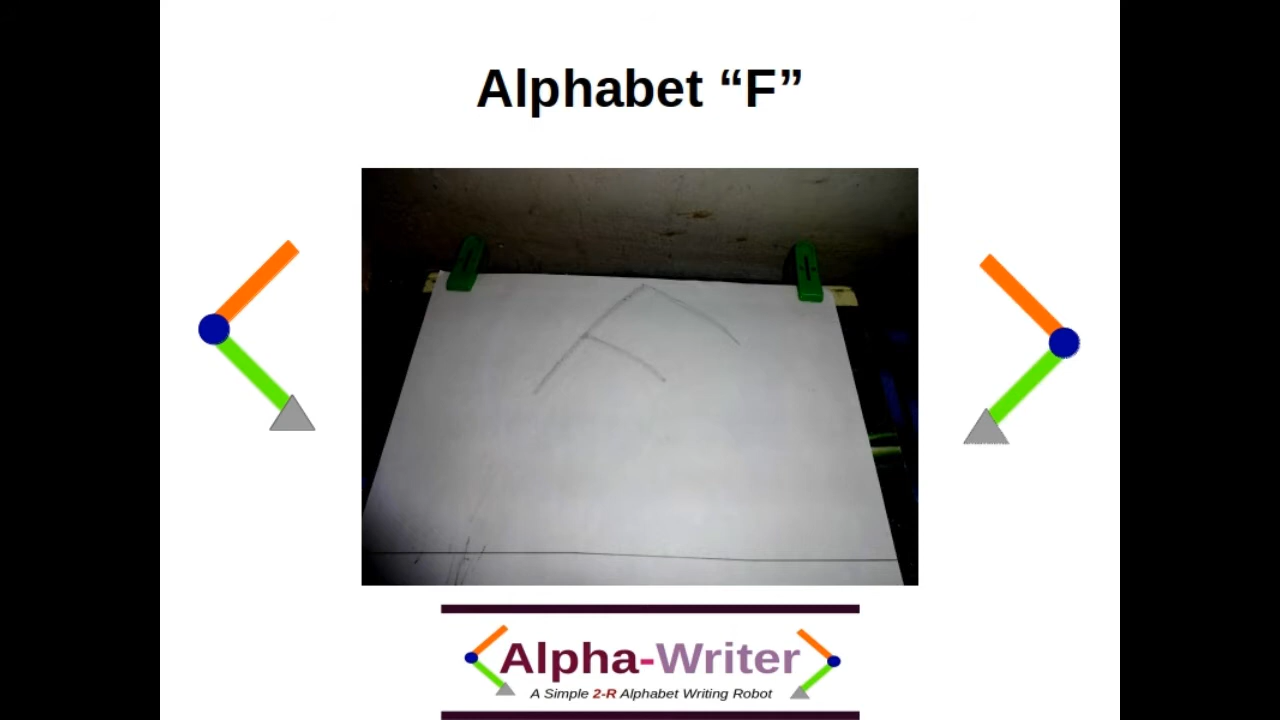 Alphabet “F”
F
Alpha-Writer
A Simple 2-R Alphabet Writing Robot